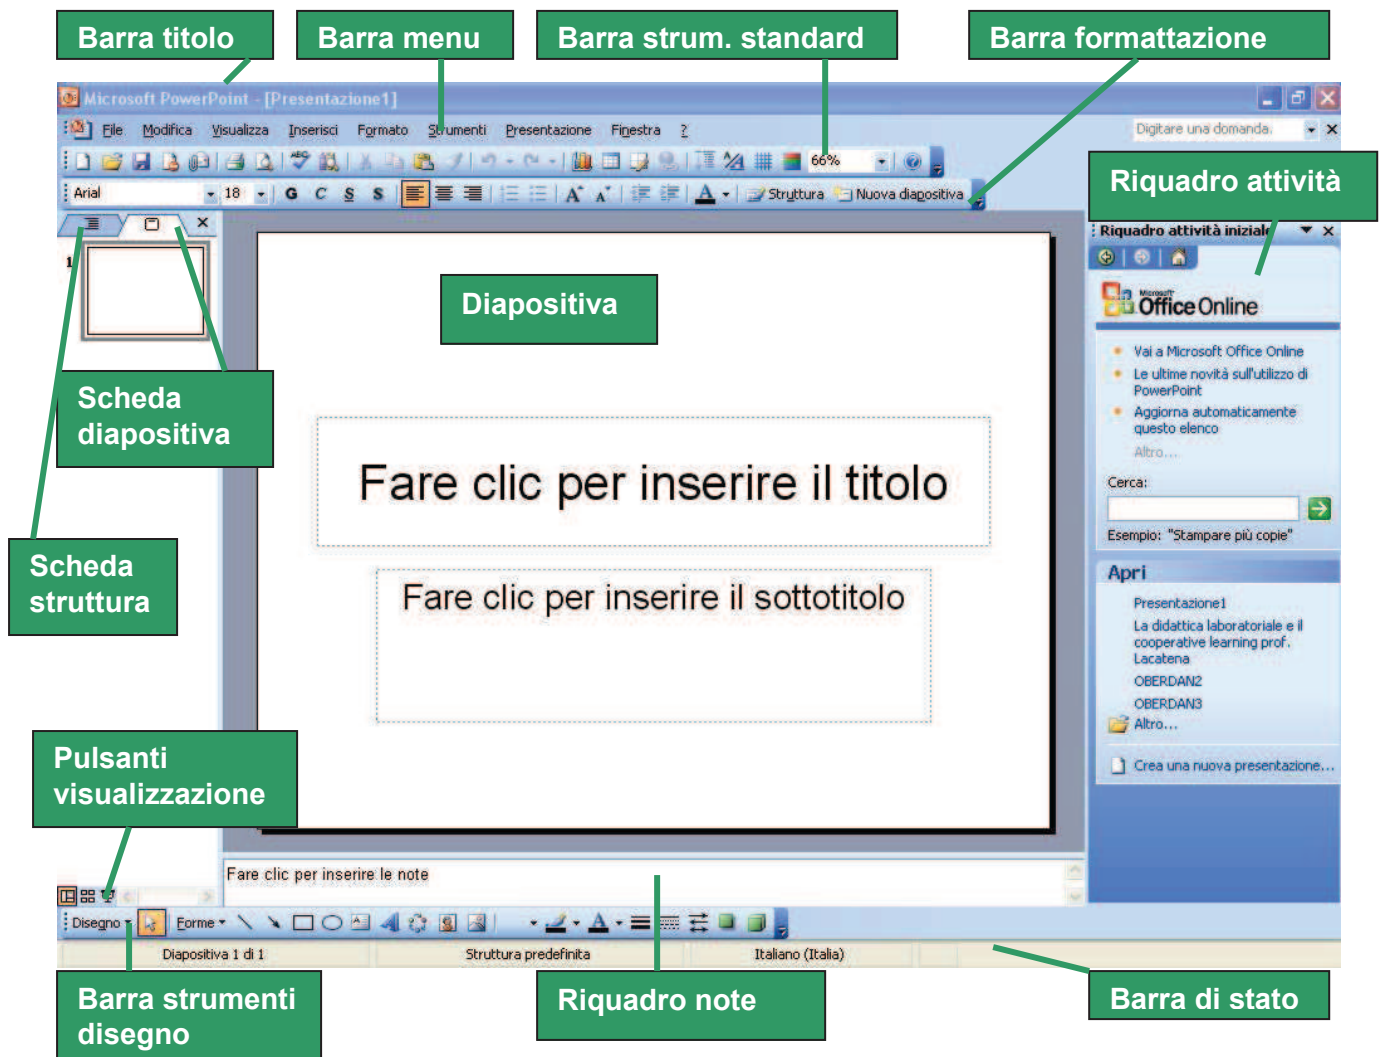 Barra titolo
Barra menu
Barra strum. standard
Barra formattazione
Microsoft PowerPoint - [Presentazione1]
File Modifica Visualizza Inserisci Formato Strumenti Presentazione Finestra ?
Digitare una domanda.
66%
Arial
18
G C S S
A A
A
Struttura
Nuova diapositiva
Riquadro attività
Riquadro attività iniziale
1
Microsoft
Office Online
Diapositiva
Vai a Microsoft Office Online
Le ultime novità sull'utilizzo di
PowerPoint
Aggiorna automaticamente
questo elenco
Altro...
Scheda
diapositiva
Fare clic per inserire il titolo
Cerca:
Esempio: "Stampare più copie"
Scheda
struttura
Fare clic per inserire il sottotitolo
Apri
Presentazione1
La didattica laboratoriale e il
cooperative learning prof.
Lacatena
OBERDAN2
OBERDAN3
Altro...
Crea una nuova presentazione...
Pulsanti
visualizzazione
Fare clic per inserire le note
Disegno
Forme
A
Diapositiva 1 di 1
Struttura predefinita
Italiano (Italia)
Barra strumenti
disegno
Riquadro note
Barra di stato